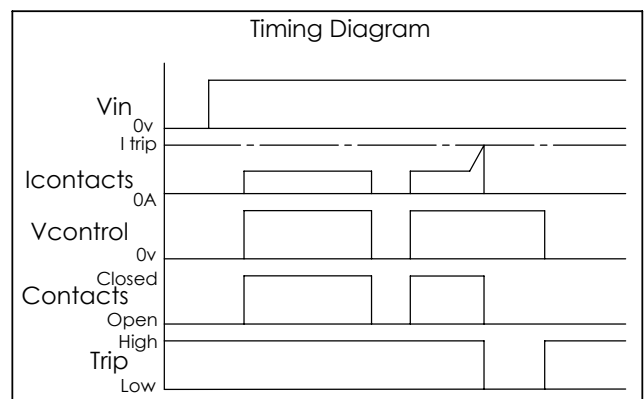 Timing Diagram
Vin
0v
I trip
Icontacts
0A
Vcontrol
0v
Closed
Contacts
Open
High
Trip
Low